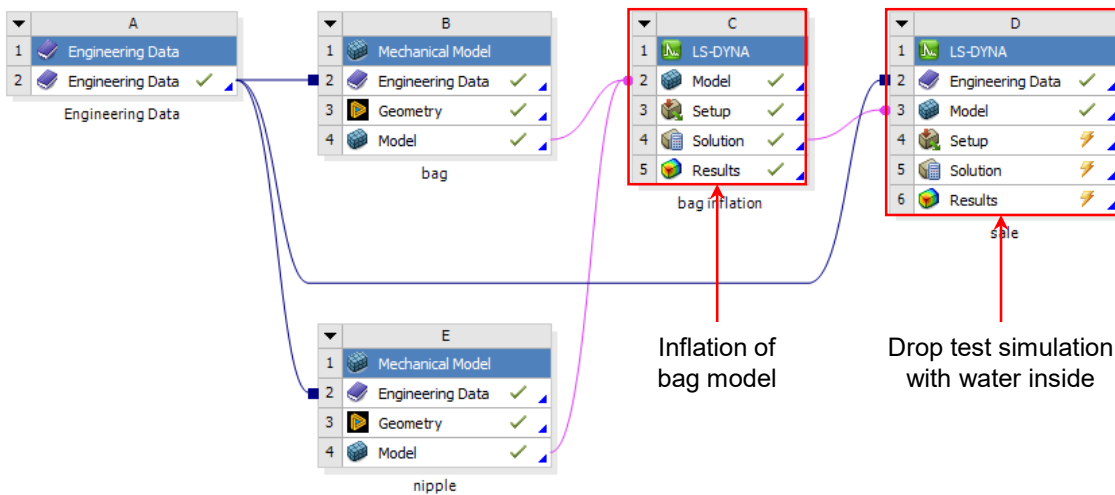 A
1 Engineering Data
2 Engineering Data
Engineering Data
B
1 Mechanical Model
2 Engineering Data
3 Geometry
4 Model
bag
C
1 LS-DYNA
2 Model
3 Setup
4 Solution
5 Results
bag inflation
D
1 LS-DYNA
2 Engineering Data
3 Model
4 Setup
5 Solution
6 Results
sale
E
1 Mechanical Model
2 Engineering Data
3 Geometry
4 Model
nipple
Inflation of
bag model
Drop test simulation
with water inside